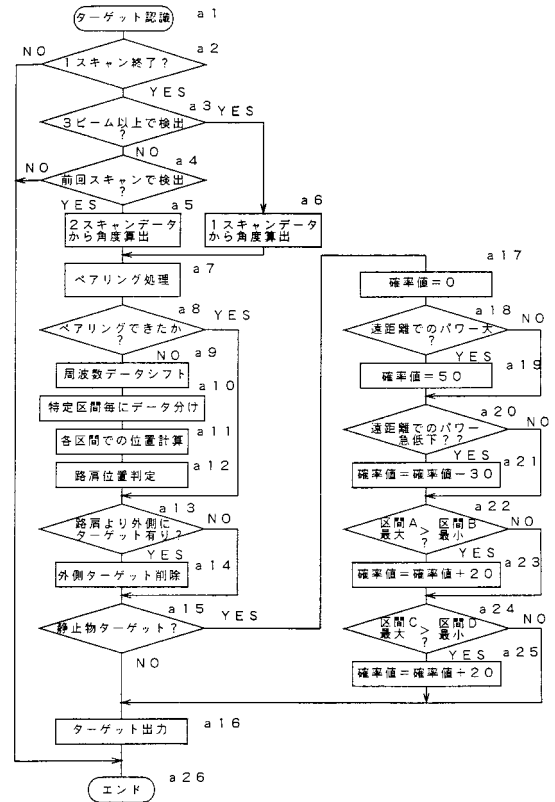 ターゲット認識
a1
a2
NO
1スキャン終了?
YES
a3
YES
3ビーム以上で検出
?
NO
a4
NO
前回スキャンで検出
?
YES
a5
a6
2スキャンデータ
から角度算出
1スキャンデータ
から角度算出
a7
ペアリング処理
a8
YES
ペアリングできたか
?
NO
a9
周波数データシフト
a10
特定区間毎にデータ分け
a11
各区間での位置計算
a12
路肩位置判定
a13
NO
路肩より外側に
ターゲット有り?
YES
a14
外側ターゲット削除
a15
YES
静止物ターゲット?
NO
a16
ターゲット出力
a26
エンド
a17
確率値=0
a18
NO
遠距離でのパワー大
?
YES
a19
確率値=50
a20
NO
遠距離でのパワー
急低下??
YES
a21
確率値=確率値-30
a22
区間A > 区間B
最大 最小
?
NO
YES
a23
確率値=確率値+20
a24
区間C > 区間D
最大 最小
?
NO
YES
a25
確率値=確率値+20